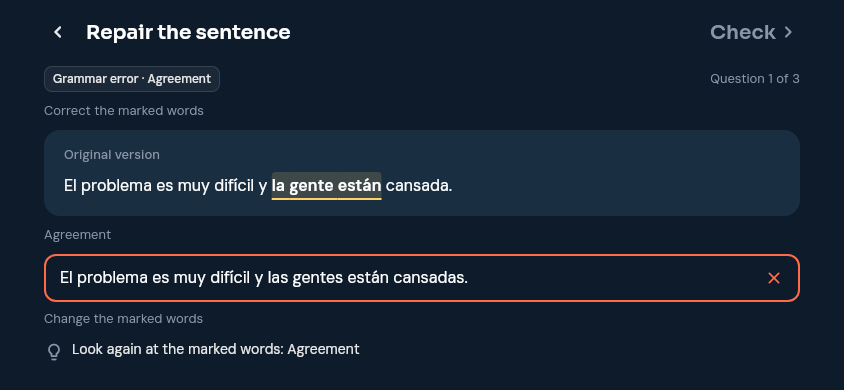 Repair the sentence
Check
Grammar error · Agreement
Question 1 of 3
Correct the marked words
Original version
El problema es muy difícil y la gente están cansada.
Agreement
El problema es muy difícil y las gentes están cansadas.
Change the marked words
Look again at the marked words: Agreement